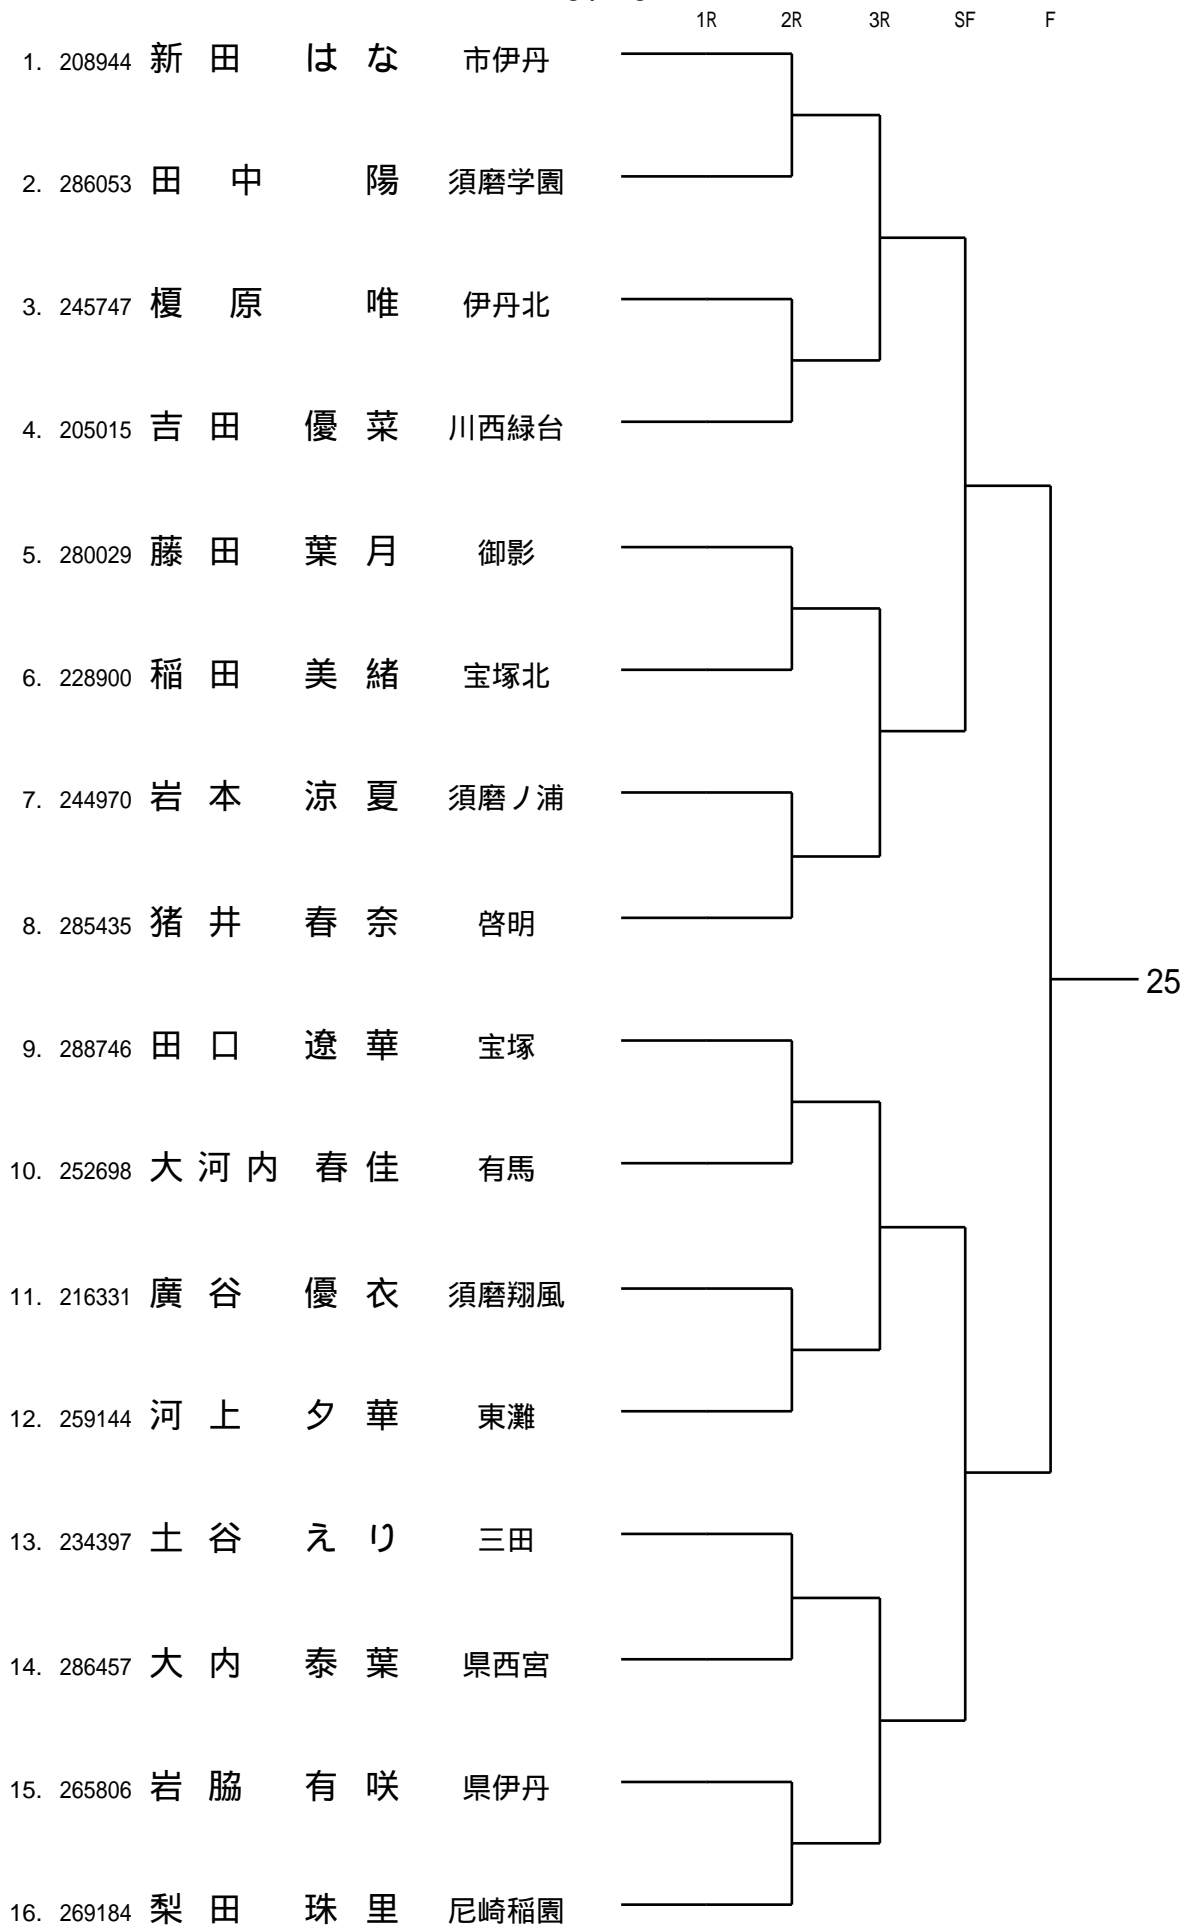 1R 2R 3R SF F
1. 208944 新田 はな 市伊丹
2. 286053 田中 陽 須磨学園
3. 245747 榎原 唯 伊丹北
4. 205015 吉田 優菜 川西緑台
5. 280029 藤田 葉月 御影
6. 228900 稲田 美緒 宝塚北
7. 244970 岩本 涼夏 須磨ノ浦
8. 285435 猪井 春奈 啓明
25
9. 288746 田口 遼華 宝塚
10. 252698 大河内 春佳 有馬
11. 216331 廣谷 優衣 須磨翔風
12. 259144 河上 夕華 東灘
13. 234397 土谷 えり 三田
14. 286457 大内 泰葉 県西宮
15. 265806 岩脇 有咲 県伊丹
16. 269184 梨田 珠里 尼崎稲園